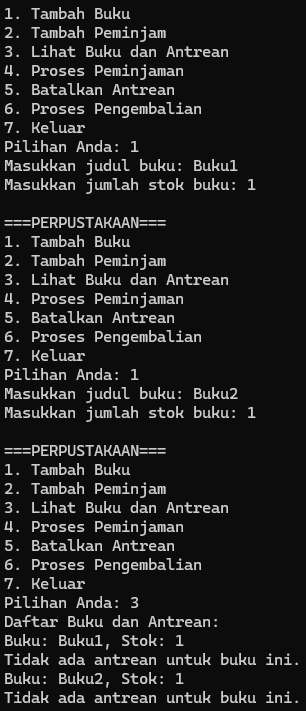 1. Tambah Buku
2. Tambah Peminjam
3. Lihat Buku dan Antrean
4. Proses Peminjaman
5. Batalkan Antrean
6. Proses Pengembalian
7. Keluar
Pilihan Anda: 1
Masukkan judul buku: Buku1
Masukkan jumlah stok buku: 1

===PERPUSTAKAAN===
1. Tambah Buku
2. Tambah Peminjam
3. Lihat Buku dan Antrean
4. Proses Peminjaman
5. Batalkan Antrean
6. Proses Pengembalian
7. Keluar
Pilihan Anda: 1
Masukkan judul buku: Buku2
Masukkan jumlah stok buku: 1

===PERPUSTAKAAN===
1. Tambah Buku
2. Tambah Peminjam
3. Lihat Buku dan Antrean
4. Proses Peminjaman
5. Batalkan Antrean
6. Proses Pengembalian
7. Keluar
Pilihan Anda: 3
Daftar Buku dan Antrean:
Buku: Buku1, Stok: 1
Tidak ada antrean untuk buku ini.
Buku: Buku2, Stok: 1
Tidak ada antrean untuk buku ini.